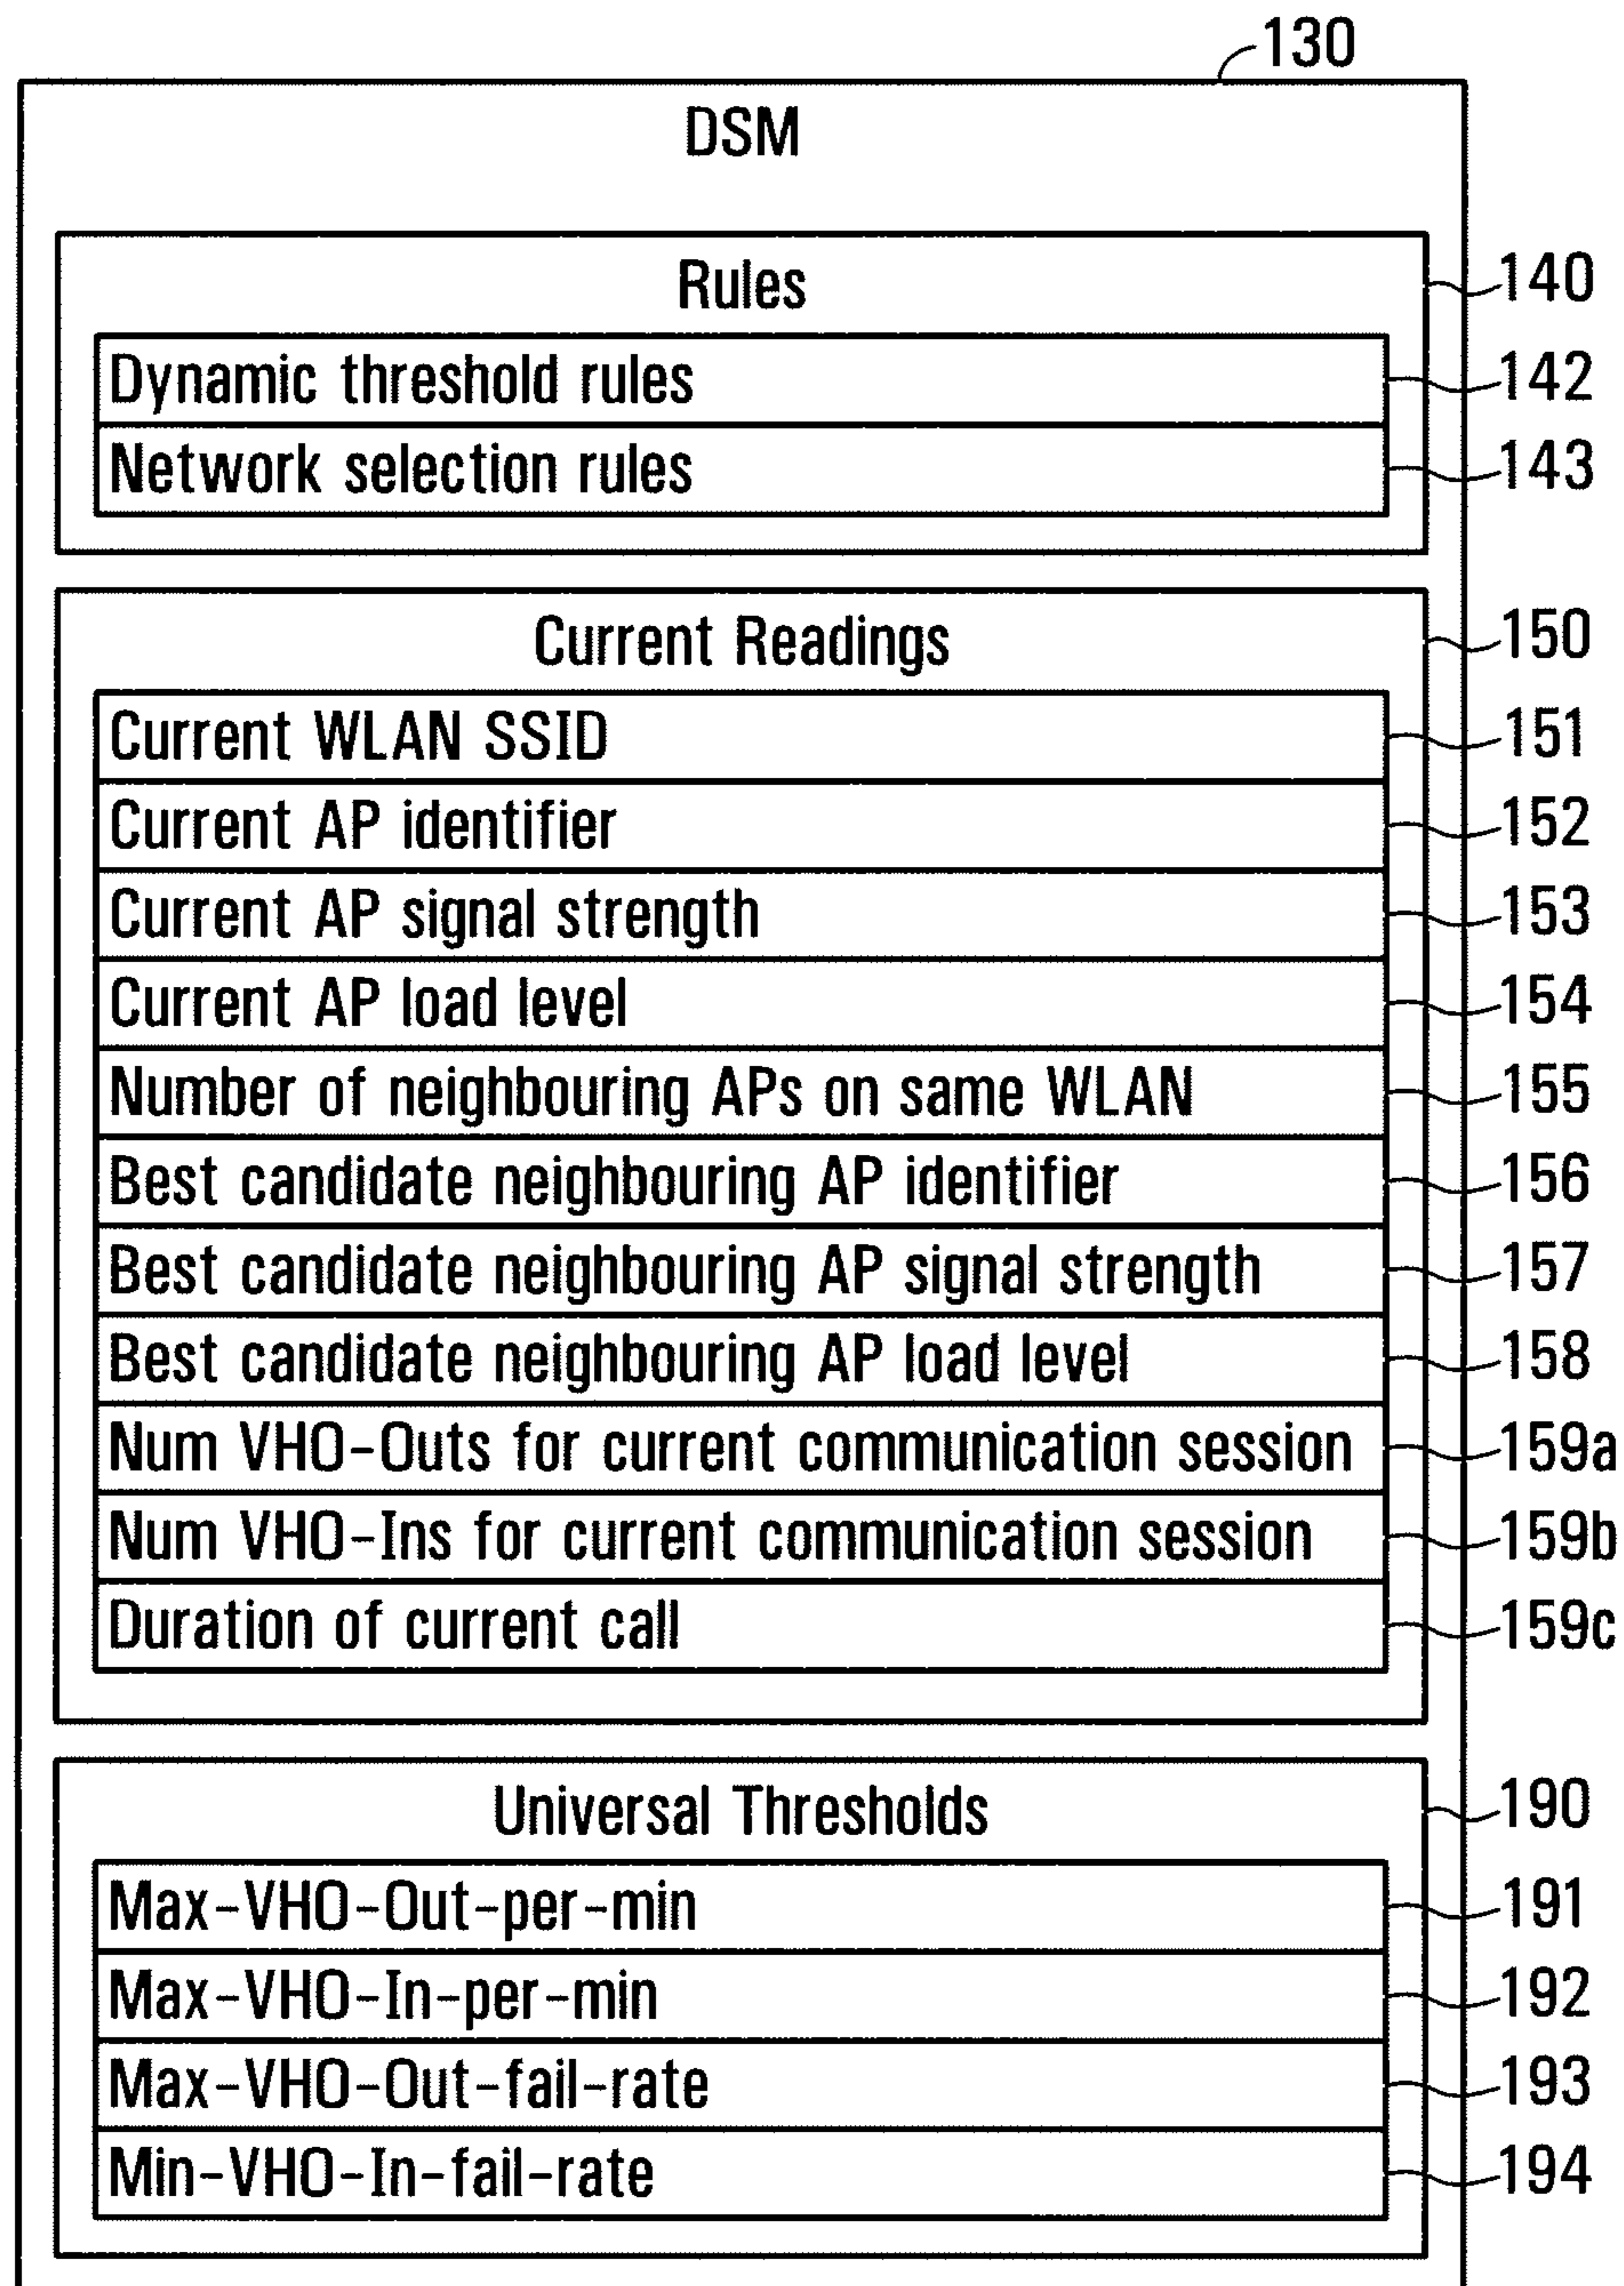 130
DSM
Rules 140
Dynamic threshold rules 142
Network selection rules 143
Current Readings 150
Current WLAN SSID 151
Current AP identifier 152
Current AP signal strength 153
Current AP load level 154
Number of neighbouring APs on same WLAN 155
Best candidate neighbouring AP identifier 156
Best candidate neighbouring AP signal strength 157
Best candidate neighbouring AP load level 158
Num VHO-Outs for current communication session 159a
Num VHO-Ins for current communication session 159b
Duration of current call 159c
Universal Thresholds 190
Max-VHO-Out-per-min 191
Max-VHO-In-per-min 192
Max-VHO-Out-fail-rate 193
Min-VHO-In-fail-rate 194